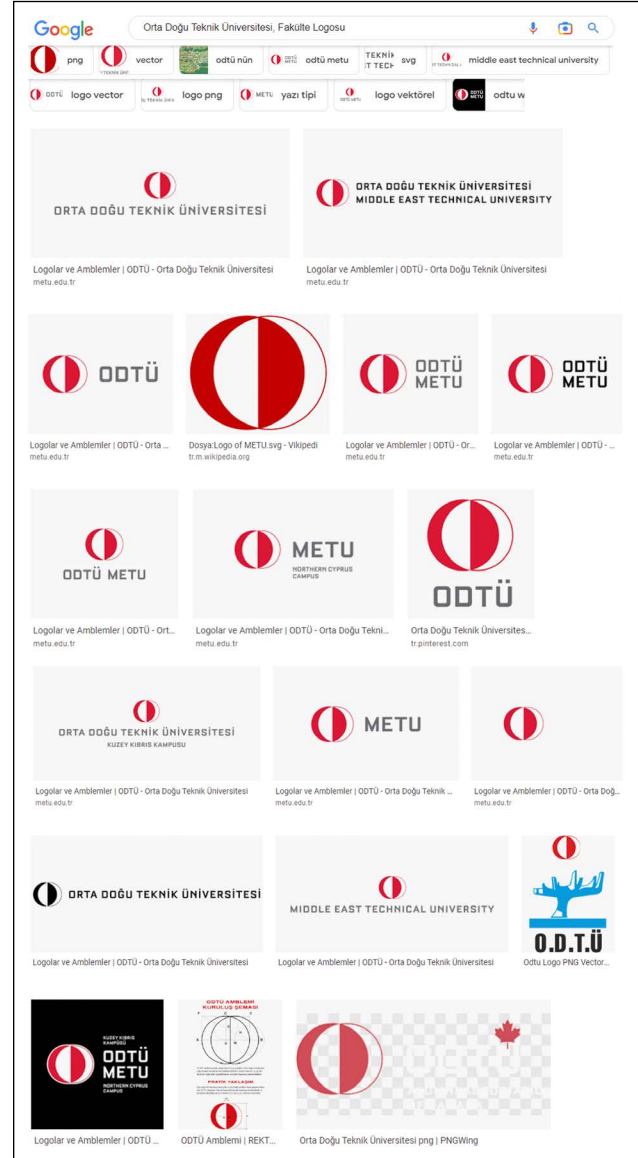 Google
Orta Doğu Teknik Üniversitesi, Fakülte Logosu
png
vector
odtü nün
odtü metu
TEKNİK
svg
middle east technical university
ODTÜ logo vector
logo png
METU yazı tipi
logo vektörel
ODTÜ METU odtu w
ORTA DOĞU TEKNİK ÜNİVERSİTESİ
ORTA DOĞU TEKNİK ÜNİVERSİTESİ
MIDDLE EAST TECHNICAL UNIVERSITY
Logolar ve Amblemler | ODTÜ - Orta Doğu Teknik Üniversitesi
metu.edu.tr
Logolar ve Amblemler | ODTÜ - Orta Doğu Teknik Üniversitesi
metu.edu.tr
ODTÜ
ODTÜ
METU
ODTÜ
METU
Logolar ve Amblemler | ODTÜ - Orta ...
metu.edu.tr
Dosya:Logo of METU.svg - Vikipedi
tr.m.wikipedia.org
Logolar ve Amblemler | ODTÜ - Or...
metu.edu.tr
Logolar ve Amblemler | ODTÜ - ...
metu.edu.tr
ODTÜ METU
METU
NORTHERN CYPRUS
CAMPUS
ODTÜ
Logolar ve Amblemler | ODTÜ - Ort...
metu.edu.tr
Logolar ve Amblemler | ODTÜ - Orta Doğu Tekni...
metu.edu.tr
Orta Doğu Teknik Üniversites...
tr.pinterest.com
ORTA DOĞU TEKNİK ÜNİVERSİTESİ
KUZEY KIBRIS KAMPUSU
METU
Logolar ve Amblemler | ODTÜ - Orta Doğu Teknik Üniversitesi
metu.edu.tr
Logolar ve Amblemler | ODTÜ - Orta Doğu Teknik ...
metu.edu.tr
Logolar ve Amblemler | ODTÜ - Orta Doğ...
metu.edu.tr
ORTA DOĞU TEKNİK ÜNİVERSİTESİ
MIDDLE EAST TECHNICAL UNIVERSITY
O.D.T.Ü
Logolar ve Amblemler | ODTÜ - Orta Doğu Teknik Üniversitesi
Logolar ve Amblemler | ODTÜ - Orta Doğu Teknik Üniversitesi
Odtu Logo PNG Vector...
KUZEY KIBRIS
KAMPUSU
ODTÜ
METU
NORTHERN CYPRUS
CAMPUS
ODTÜ AMBLEMİ
KURULUŞ ŞEMASI
PRATİK YAKLAŞIM
Logolar ve Amblemler | ODTÜ ...
ODTÜ Amblemi | REKT...
Orta Doğu Teknik Üniversitesi png | PNGWing